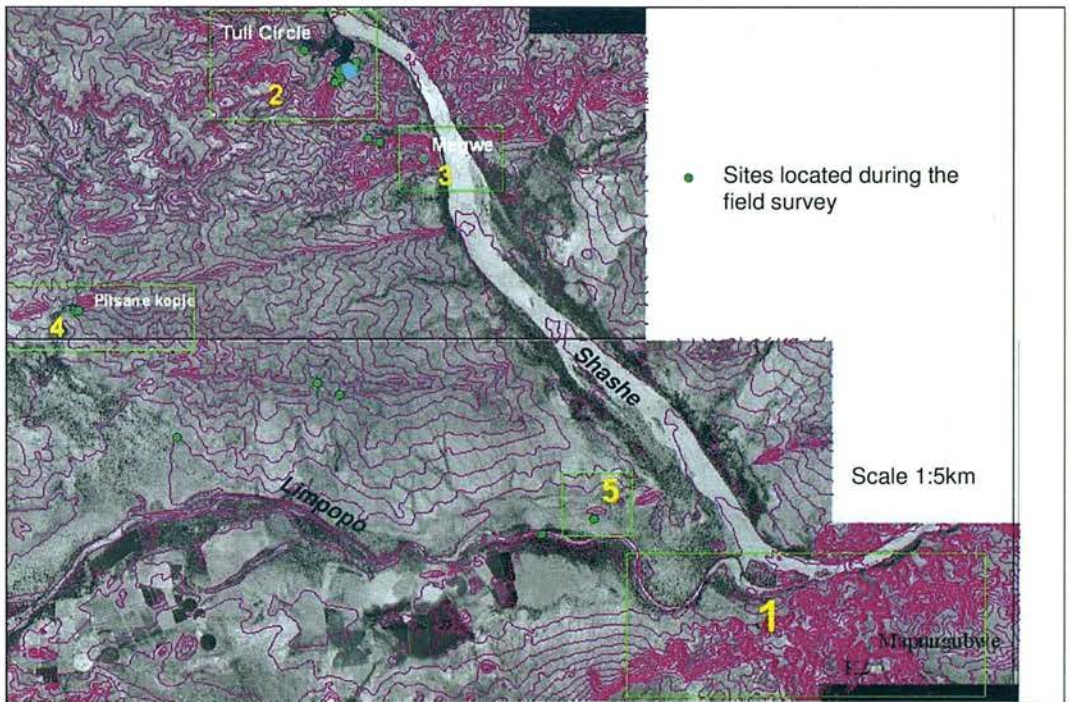 Tuli Circle
2
Megwe
3
Sites located during the
field survey
Pitsane kopje
4
Shashe
Scale 1:5km
5
Limpopo
1
Mapungubwe